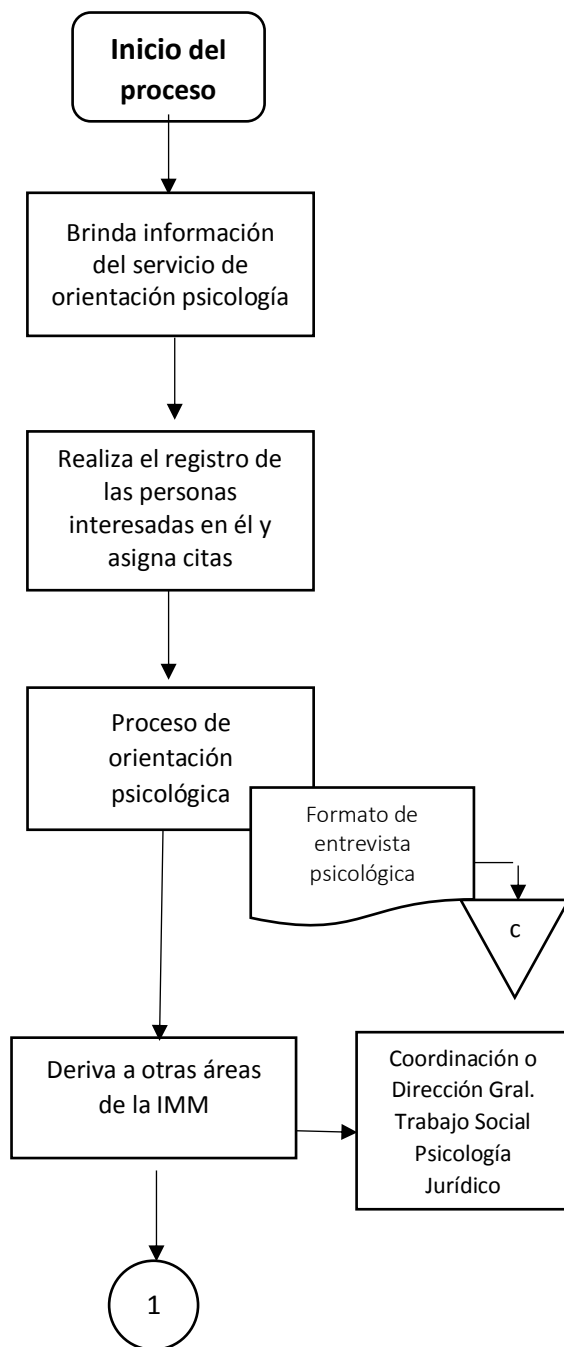 Inicio del
proceso
Brinda información
del servicio de
orientación psicología
Realiza el registro de
las personas
interesadas en él y
asigna citas
Proceso de
orientación
psicológica
Formato de
entrevista
psicológica
c
Deriva a otras áreas
de la IMM
Coordinación o
Dirección Gral.
Trabajo Social
Psicología
Jurídico
1